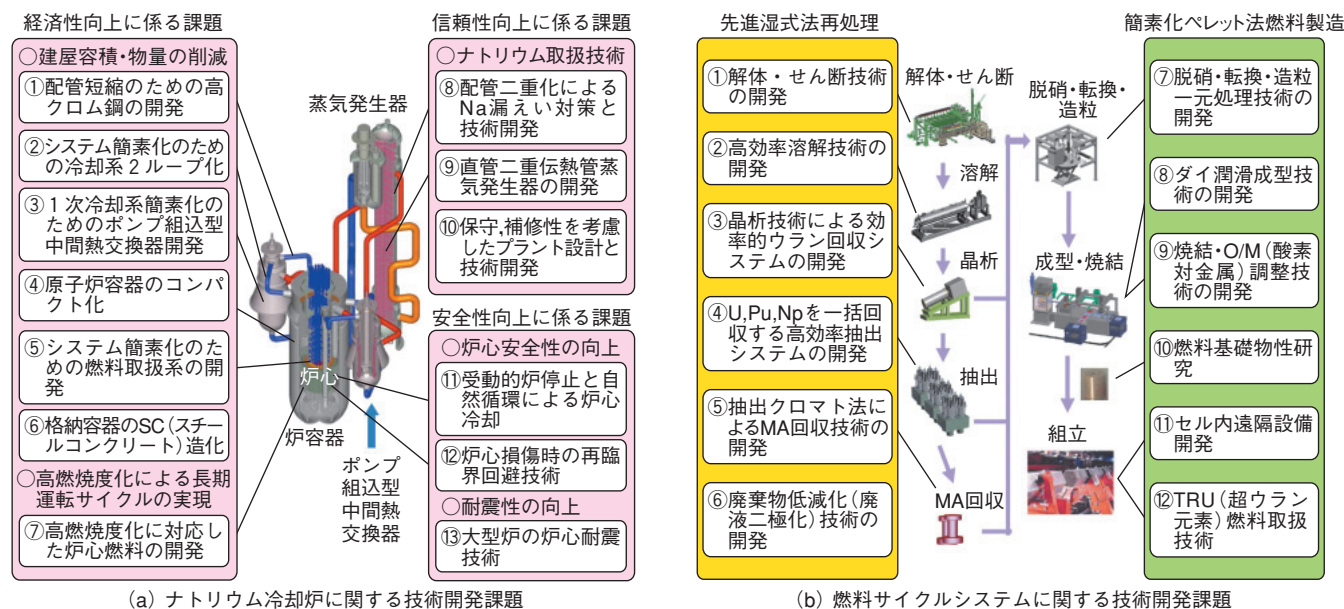 経済性向上に係る課題
○建屋容積・物量の削減
①配管短縮のための高
クロム鋼の開発
②システム簡素化のため
の冷却系2ループ化
③1次冷却系簡素化の
ためのポンプ組込型
中間熱交換器開発
④原子炉容器のコンパ
クト化
⑤システム簡素化のた
めの燃料取扱系の開
発
⑥格納容器のSC(スチ
ールコンクリート)造化
○高燃焼度化による長期
運転サイクルの実現
⑦高燃焼度化に対応し
た炉心燃料の開発
蒸気発生器
炉心
炉容器
ポンプ
組込型
中間熱
交換器
信頼性向上に係る課題
○ナトリウム取扱技術
⑧配管二重化による
Na漏えい対策と
技術開発
⑨直管二重伝熱管蒸
気発生器の開発
⑩保守,補修性を考慮
したプラント設計と
技術開発
安全性向上に係る課題
○炉心安全性の向上
⑪受動的炉停止と自
然循環による炉心
冷却
⑫炉心損傷時の再臨
界回避技術
○耐震性の向上
⑬大型炉の炉心耐震
技術
(a) ナトリウム冷却炉に関する技術開発課題
先進湿式法再処理
①解体・せん断技術
の開発
②高効率溶解技術の
開発
③晶析技術による効
率的ウラン回収シ
ステムの開発
④U,Pu,Npを一括回
収する高効率抽出
システムの開発
⑤抽出クロマト法に
よるMA回収技術の
開発
⑥廃棄物低減化(廃
液二極化)技術の
開発
解体・せん断
溶解
晶析
抽出
MA回収
脱硝・転換・
造粒
成型・焼結
組立
簡素化ペレット法燃料製造
⑦脱硝・転換・造粒
一元処理技術の
開発
⑧ダイ潤滑成型技
術の開発
⑨焼結・O/M(酸素
対金属)調整技
術の開発
⑩燃料基礎物性研
究
⑪セル内遠隔設備
開発
⑫TRU(超ウラン
元素)燃料取扱
技術
(b) 燃料サイクルシステムに関する技術開発課題